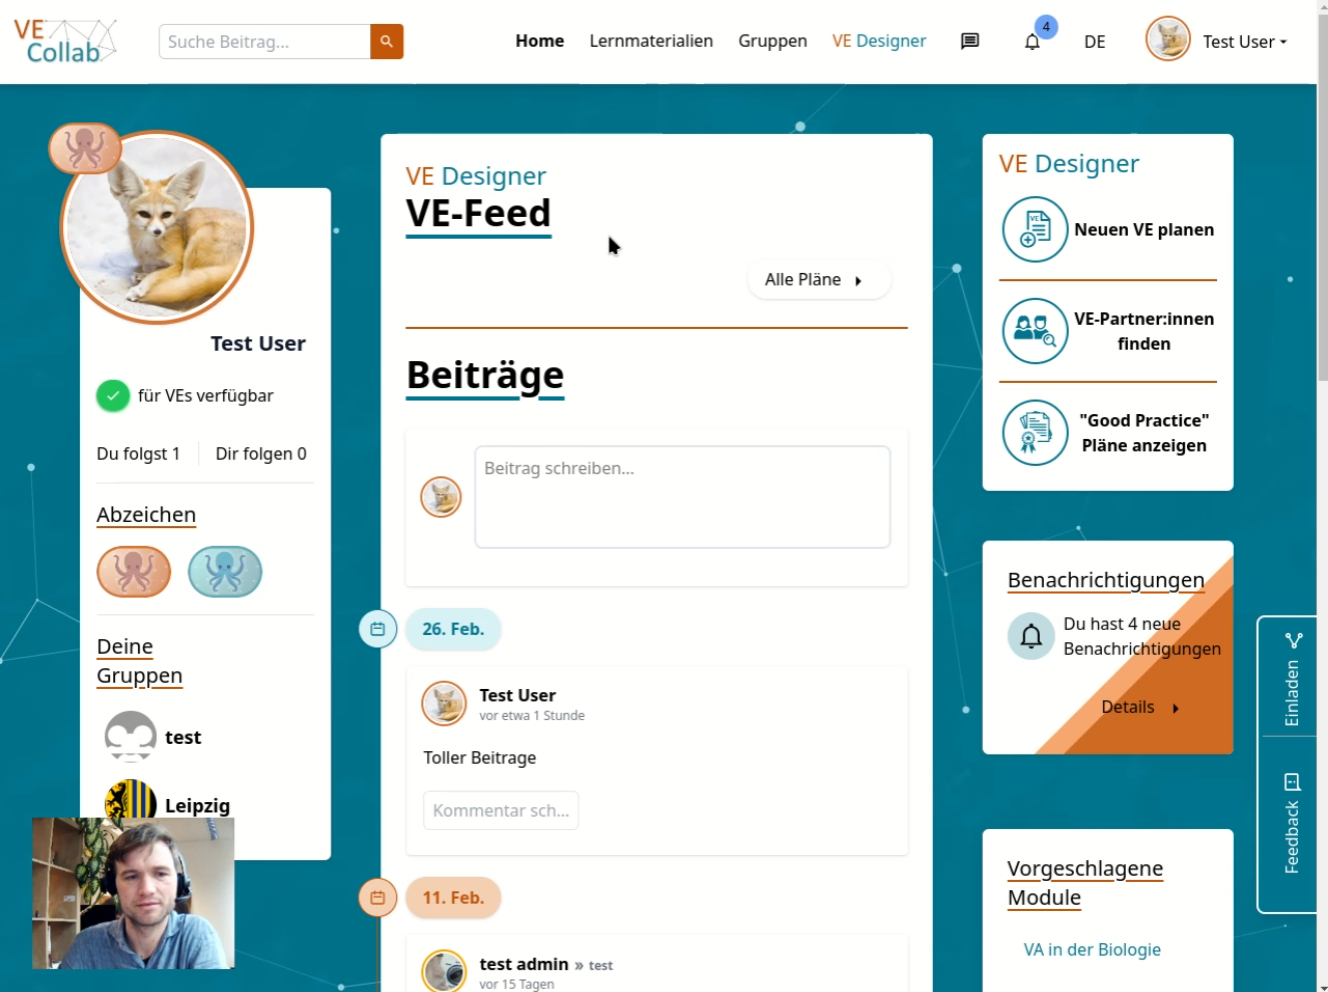 VE
Collab
Suche Beitrag...
Home
Lernmaterialien
Gruppen
VE Designer
4
DE
Test User
Test User
für VEs verfügbar
Du folgst 1
Dir folgen 0
Abzeichen
Deine
Gruppen
test
Leipzig
VE Designer
VE-Feed
Alle Pläne
Beiträge
Beitrag schreiben...
26. Feb.
Test User
vor etwa 1 Stunde
Toller Beitrage
Kommentar sch...
11. Feb.
test admin » test
vor 15 Tagen
VE Designer
Neuen VE planen
VE-Partner:innen
finden
"Good Practice"
Pläne anzeigen
Benachrichtigungen
Du hast 4 neue
Benachrichtigungen
Details
Vorgeschlagene
Module
VA in der Biologie
Einladen
Feedback